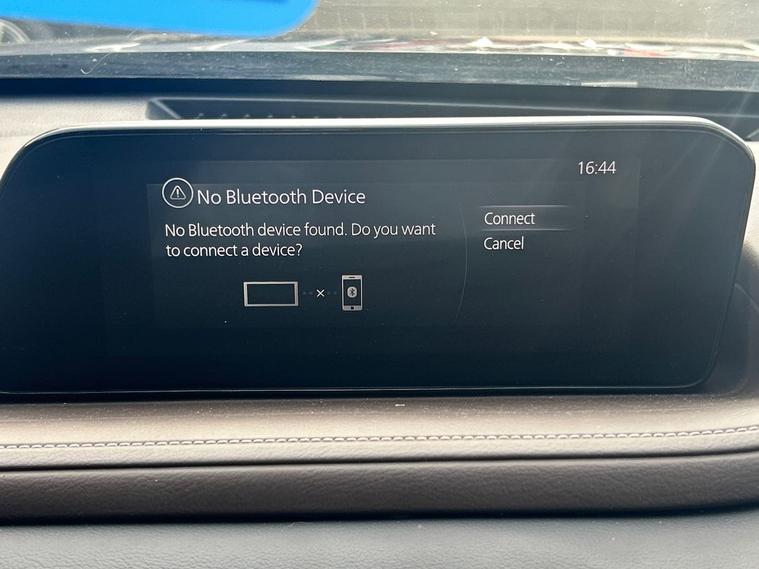 16:44
No Bluetooth Device
No Bluetooth device found. Do you want
to connect a device?
Connect
Cancel